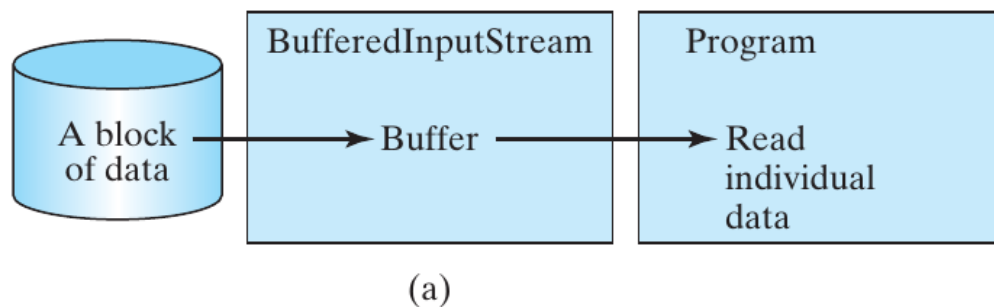 BufferedInputStream
Program
A block
of data
Buffer
Read
individual
data
(a)